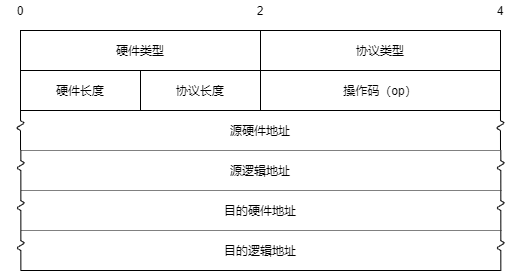 0 2 4
硬件类型 协议类型
硬件长度 协议长度 操作码（op）
源硬件地址
源逻辑地址
目的硬件地址
目的逻辑地址